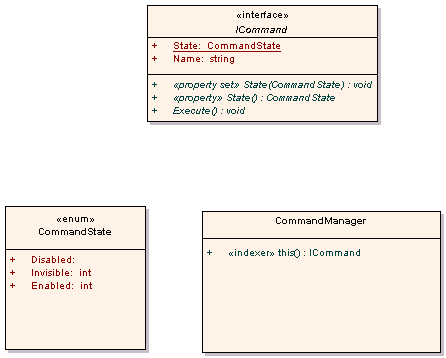 «interface»
ICommand
+ State: CommandState
+ Name: string
+ «property set» State(CommandState) : void
+ «property» State() : CommandState
+ Execute() : void
«enum»
CommandState
+ Disabled:
+ Invisible: int
+ Enabled: int
CommandManager
+ «indexer» this() : ICommand